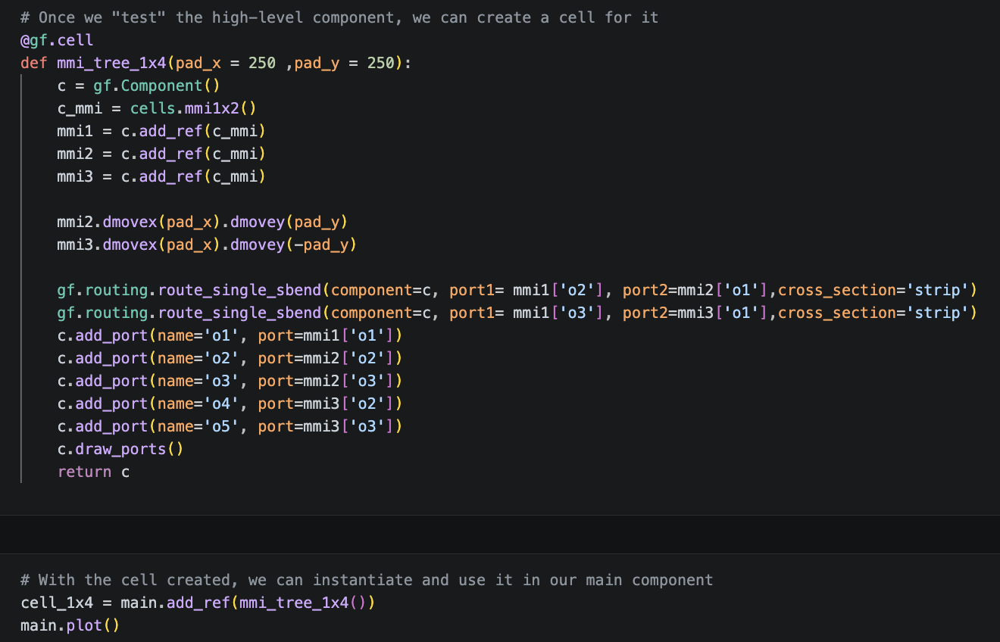 # Once we "test" the high-level component, we can create a cell for it
@gf.cell
def mmi_tree_1x4(pad_x = 250 ,pad_y = 250):
    c = gf.Component()
    c_mmi = cells.mmi1x2()
    mmi1 = c.add_ref(c_mmi)
    mmi2 = c.add_ref(c_mmi)
    mmi3 = c.add_ref(c_mmi)

    mmi2.dmovex(pad_x).dmovey(pad_y)
    mmi3.dmovex(pad_x).dmovey(-pad_y)

    gf.routing.route_single_sbend(component=c, port1= mmi1['o2'], port2=mmi2['o1'],cross_section='strip')
    gf.routing.route_single_sbend(component=c, port1= mmi1['o3'], port2=mmi3['o1'],cross_section='strip')
    c.add_port(name='o1', port=mmi1['o1'])
    c.add_port(name='o2', port=mmi2['o2'])
    c.add_port(name='o3', port=mmi2['o3'])
    c.add_port(name='o4', port=mmi3['o2'])
    c.add_port(name='o5', port=mmi3['o3'])
    c.draw_ports()
    return c

# With the cell created, we can instantiate and use it in our main component
cell_1x4 = main.add_ref(mmi_tree_1x4())
main.plot()